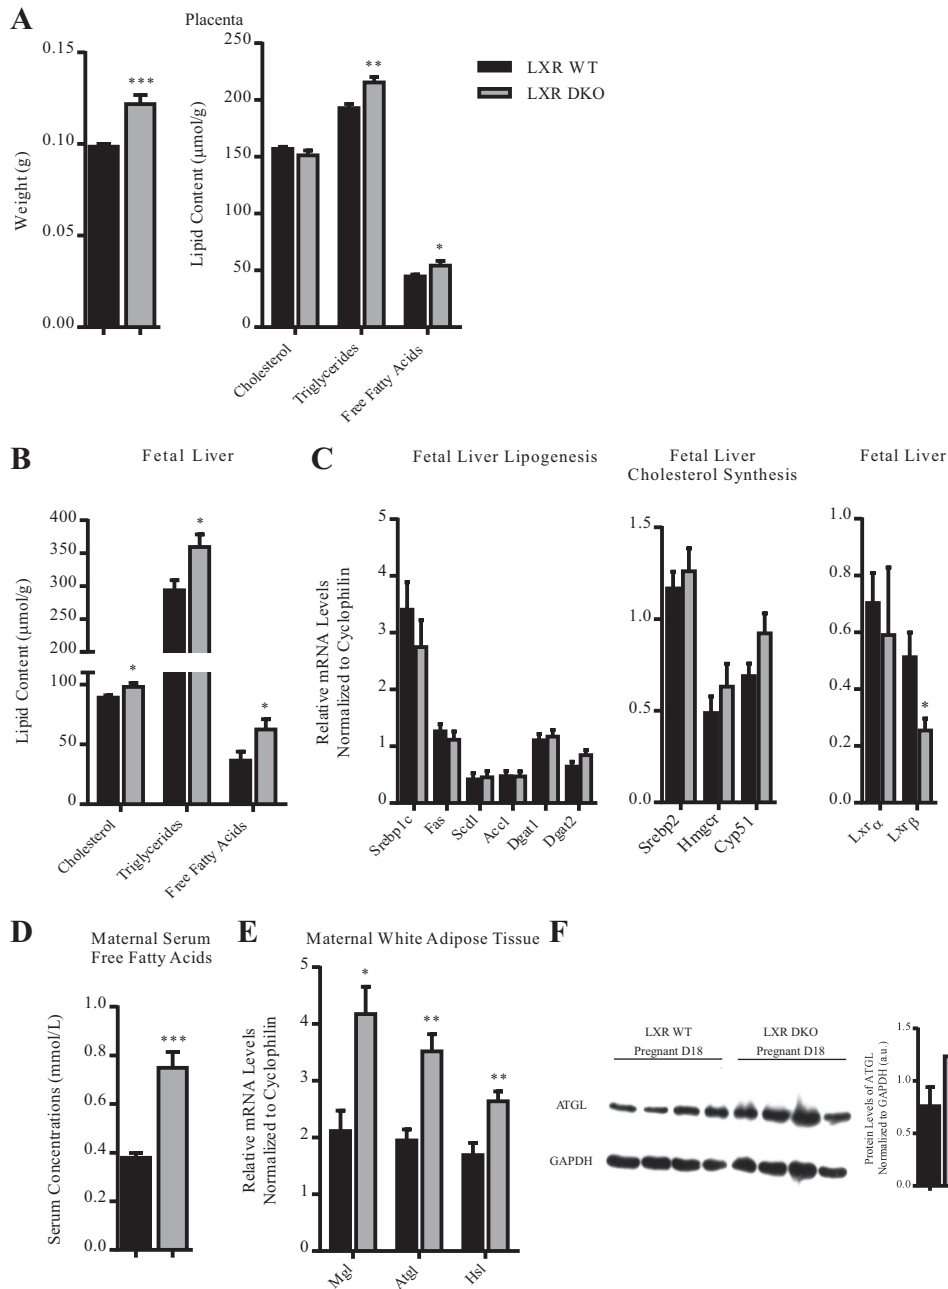 A
Placenta
0.15
0.10
0.05
0.00
Weight (g)
***
250
200
150
100
50
0
Lipid Content (μmol/g)
**
*
Cholesterol
Triglycerides
Free Fatty Acids
LXR WT
LXR DKO
B
Fetal Liver
400
350
300
250
200
100
50
0
Lipid Content (μmol/g)
*
*
*
Cholesterol
Triglycerides
Free Fatty Acids
C
Fetal Liver Lipogenesis
5
4
3
2
1
0
Relative mRNA Levels
Normalized to Cyclophilin
Srebp1c
Fas
Scd1
Acc1
Dgat1
Dgat2
Fetal Liver
Cholesterol Synthesis
1.5
1.0
0.5
0.0
Srebp2
Hmgcr
Cyp51
Fetal Liver
1.0
0.8
0.6
0.4
0.2
0.0
*
Lxr α
Lxr β
D
Maternal Serum
Free Fatty Acids
1.0
0.8
0.6
0.4
0.2
0.0
Serum Concentrations (mmol/L)
***
E
Maternal White Adipose Tissue
5
4
3
2
1
0
Relative mRNA Levels
Normalized to Cyclophilin
*
**
**
Mgl
Atgl
Hsl
F
LXR WT
Pregnant D18
LXR DKO
Pregnant D18
ATGL
GAPDH
1.5
1.0
0.5
0.0
Protein Levels of ATGL
Normalized to GAPDH (a.u.)